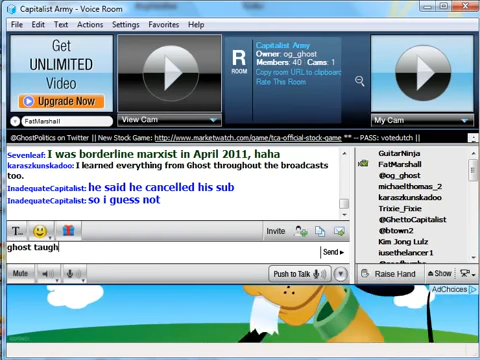 Capitalist Army - Voice Room
File Edit Text Actions Settings Favorites Help
Get
UNLIMITED
Video
Upgrade Now
FatMarshall
View Cam
R
ROOM
Capitalist Army
Owner: og_ghost
Members: 40 Cams: 1
Copy room URL to clipboard
Rate This Room
My Cam
@GhostPolitics on Twitter || New Stock Game: http://www.marketwatch.com/game/tca-official-stock-game ** -- PASS: votedutch ||
Sevenleaf: I was borderline marxist in April 2011, haha
karaszkunskadoo: I learned everything from Ghost throughout the broadcasts
too.
InadequateCapitalist: he said he cancelled his sub
InadequateCapitalist: so i guess not
Invite
ghost taugh
Send
Mute
Push to Talk
GuitarNinja
FatMarshall
@og_ghost
michaelthomas_2
karaszkunskadoo
Trixie_Fixie
@GhettoCapitalist
@btown2
Kim Jong Lulz
iusethelancer1
Raise Hand
Show
AdChoices